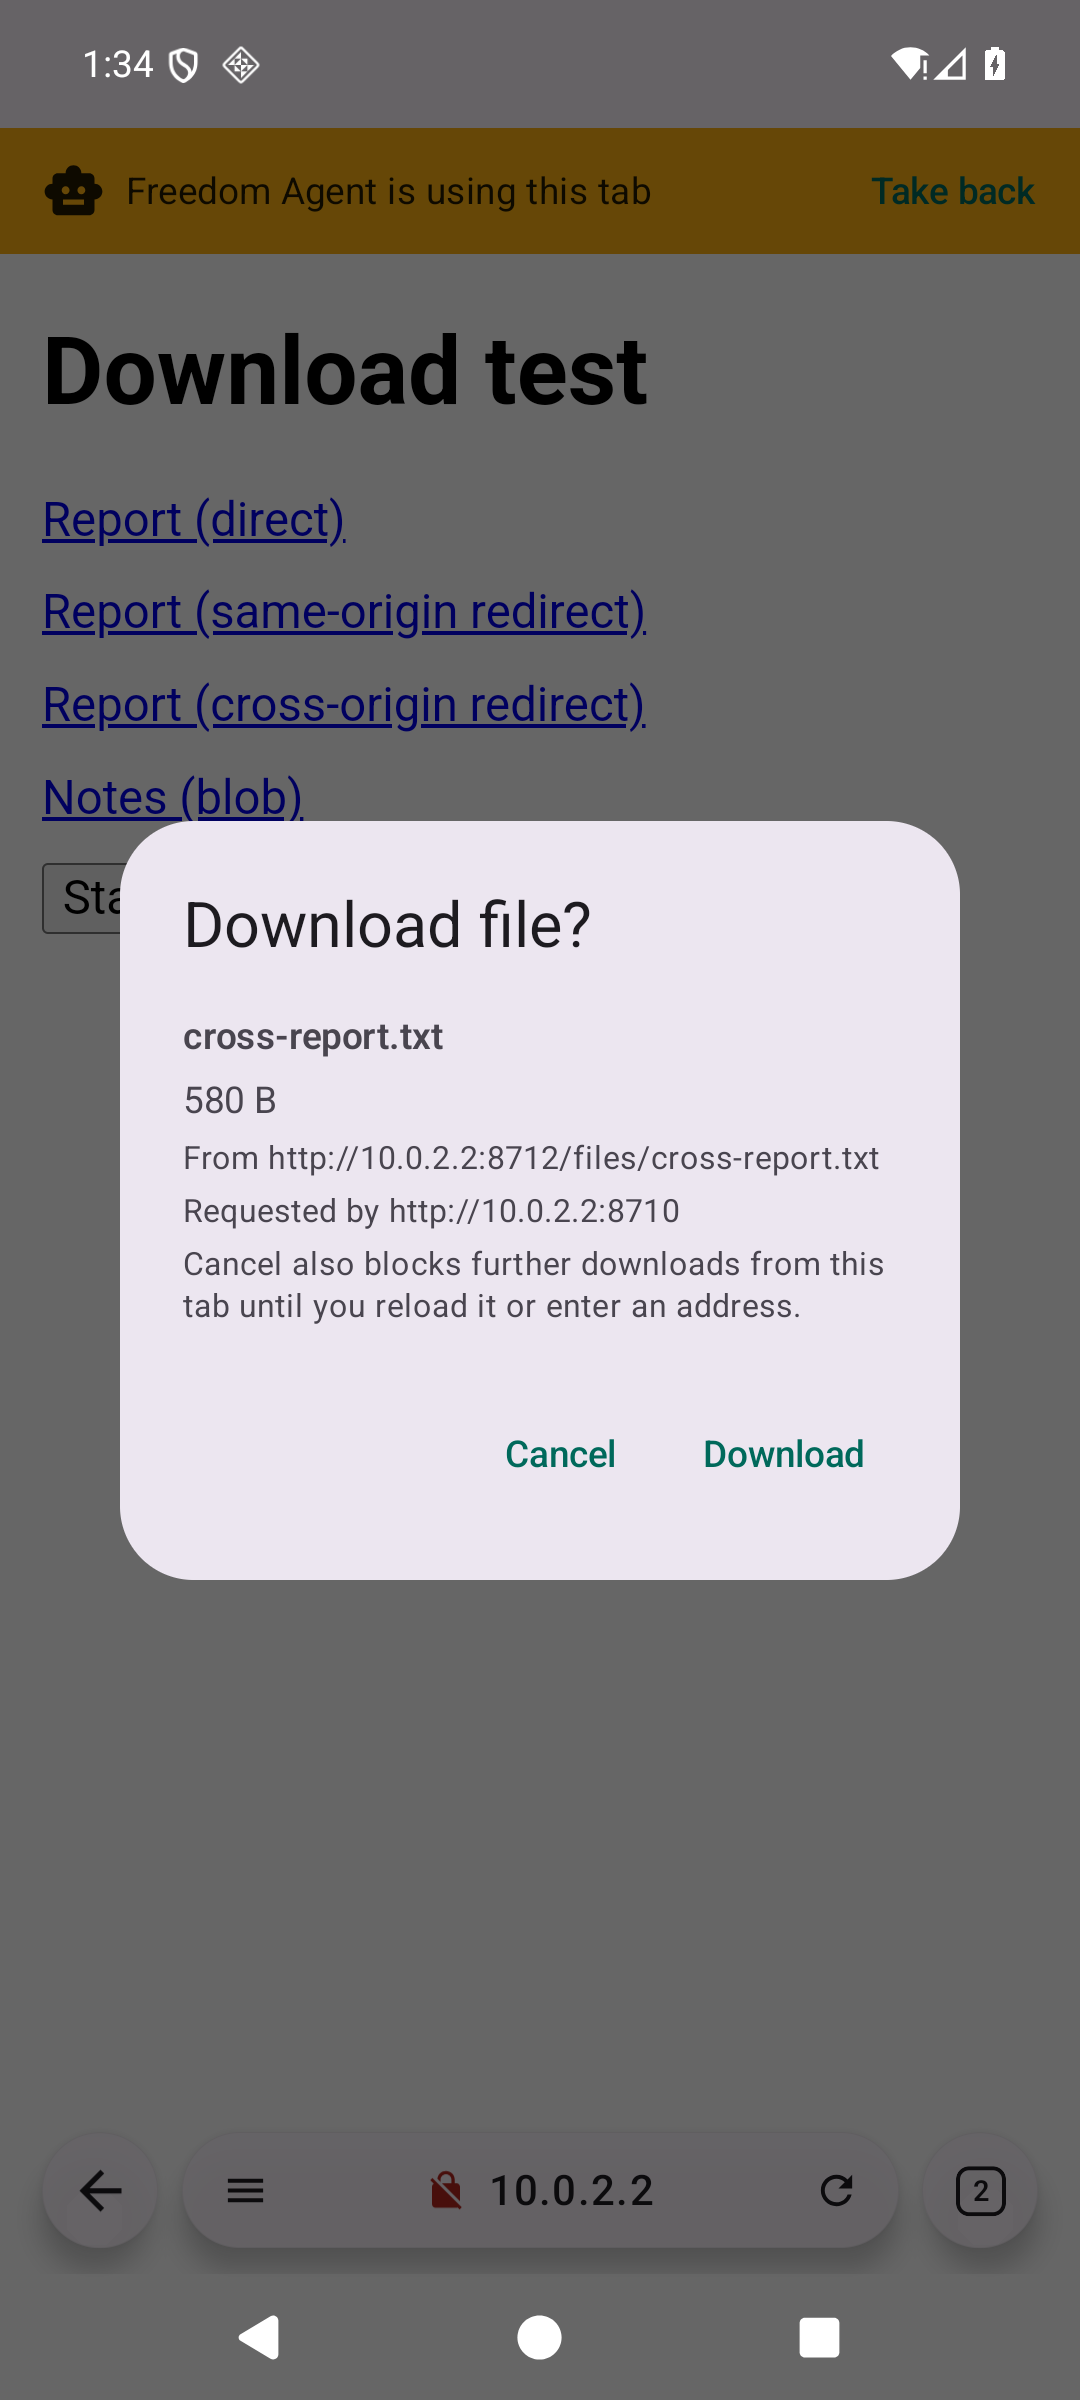 1:34
Freedom Agent is using this tab
Take back
Download test
Report (direct)
Report (same-origin redirect)
Report (cross-origin redirect)
Notes (blob)
Download file?
cross-report.txt
580 B
From http://10.0.2.2:8712/files/cross-report.txt
Requested by http://10.0.2.2:8710
Cancel also blocks further downloads from this
tab until you reload it or enter an address.
Cancel
Download
10.0.2.2
2